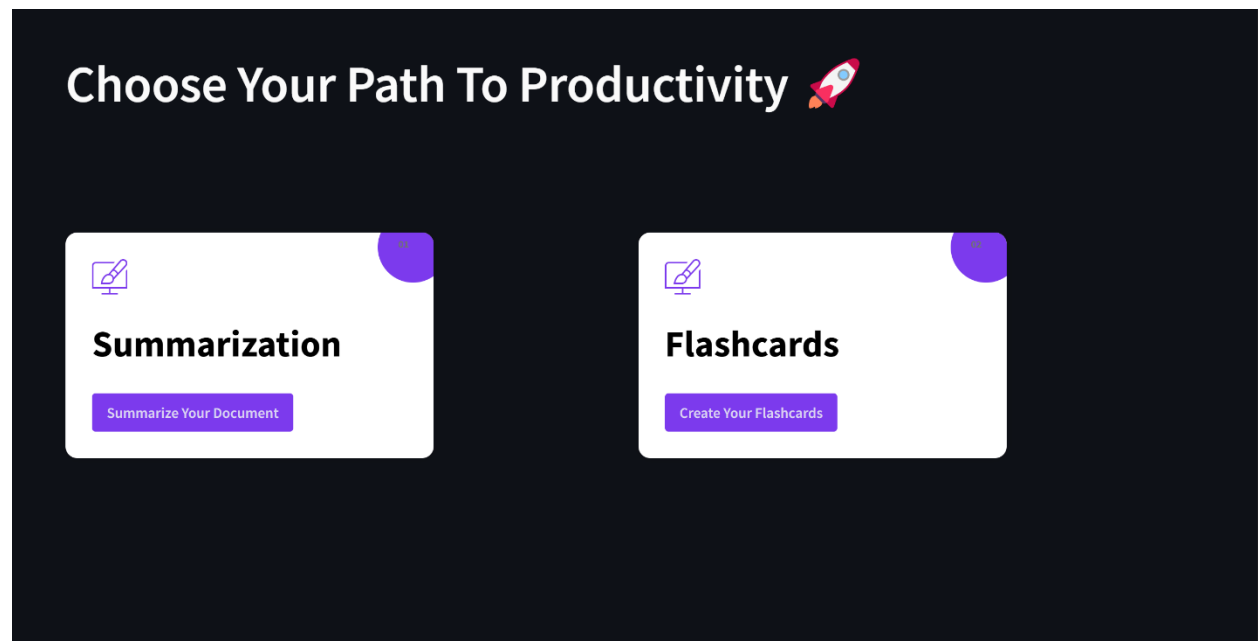 Choose Your Path To Productivity 🚀
Summarization
Summarize Your Document
Flashcards
Create Your Flashcards